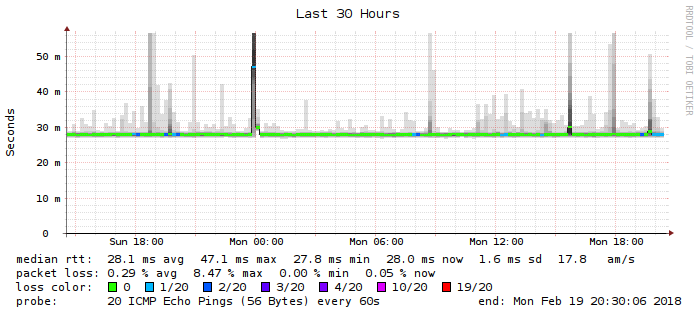 Last 30 Hours
RRDTOOL / TOBI OETIKER
Seconds
50 m
40 m
30 m
20 m
10 m
0
Sun 18:00 Mon 00:00 Mon 06:00 Mon 12:00 Mon 18:00
median rtt: 28.1 ms avg 47.1 ms max 27.8 ms min 28.0 ms now 1.6 ms sd 17.8 am/s
packet loss: 0.29 % avg 8.47 % max 0.00 % min 0.05 % now
loss color: 0 1/20 2/20 3/20 4/20 10/20 19/20
probe: 20 ICMP Echo Pings (56 Bytes) every 60s end: Mon Feb 19 20:30:06 2018